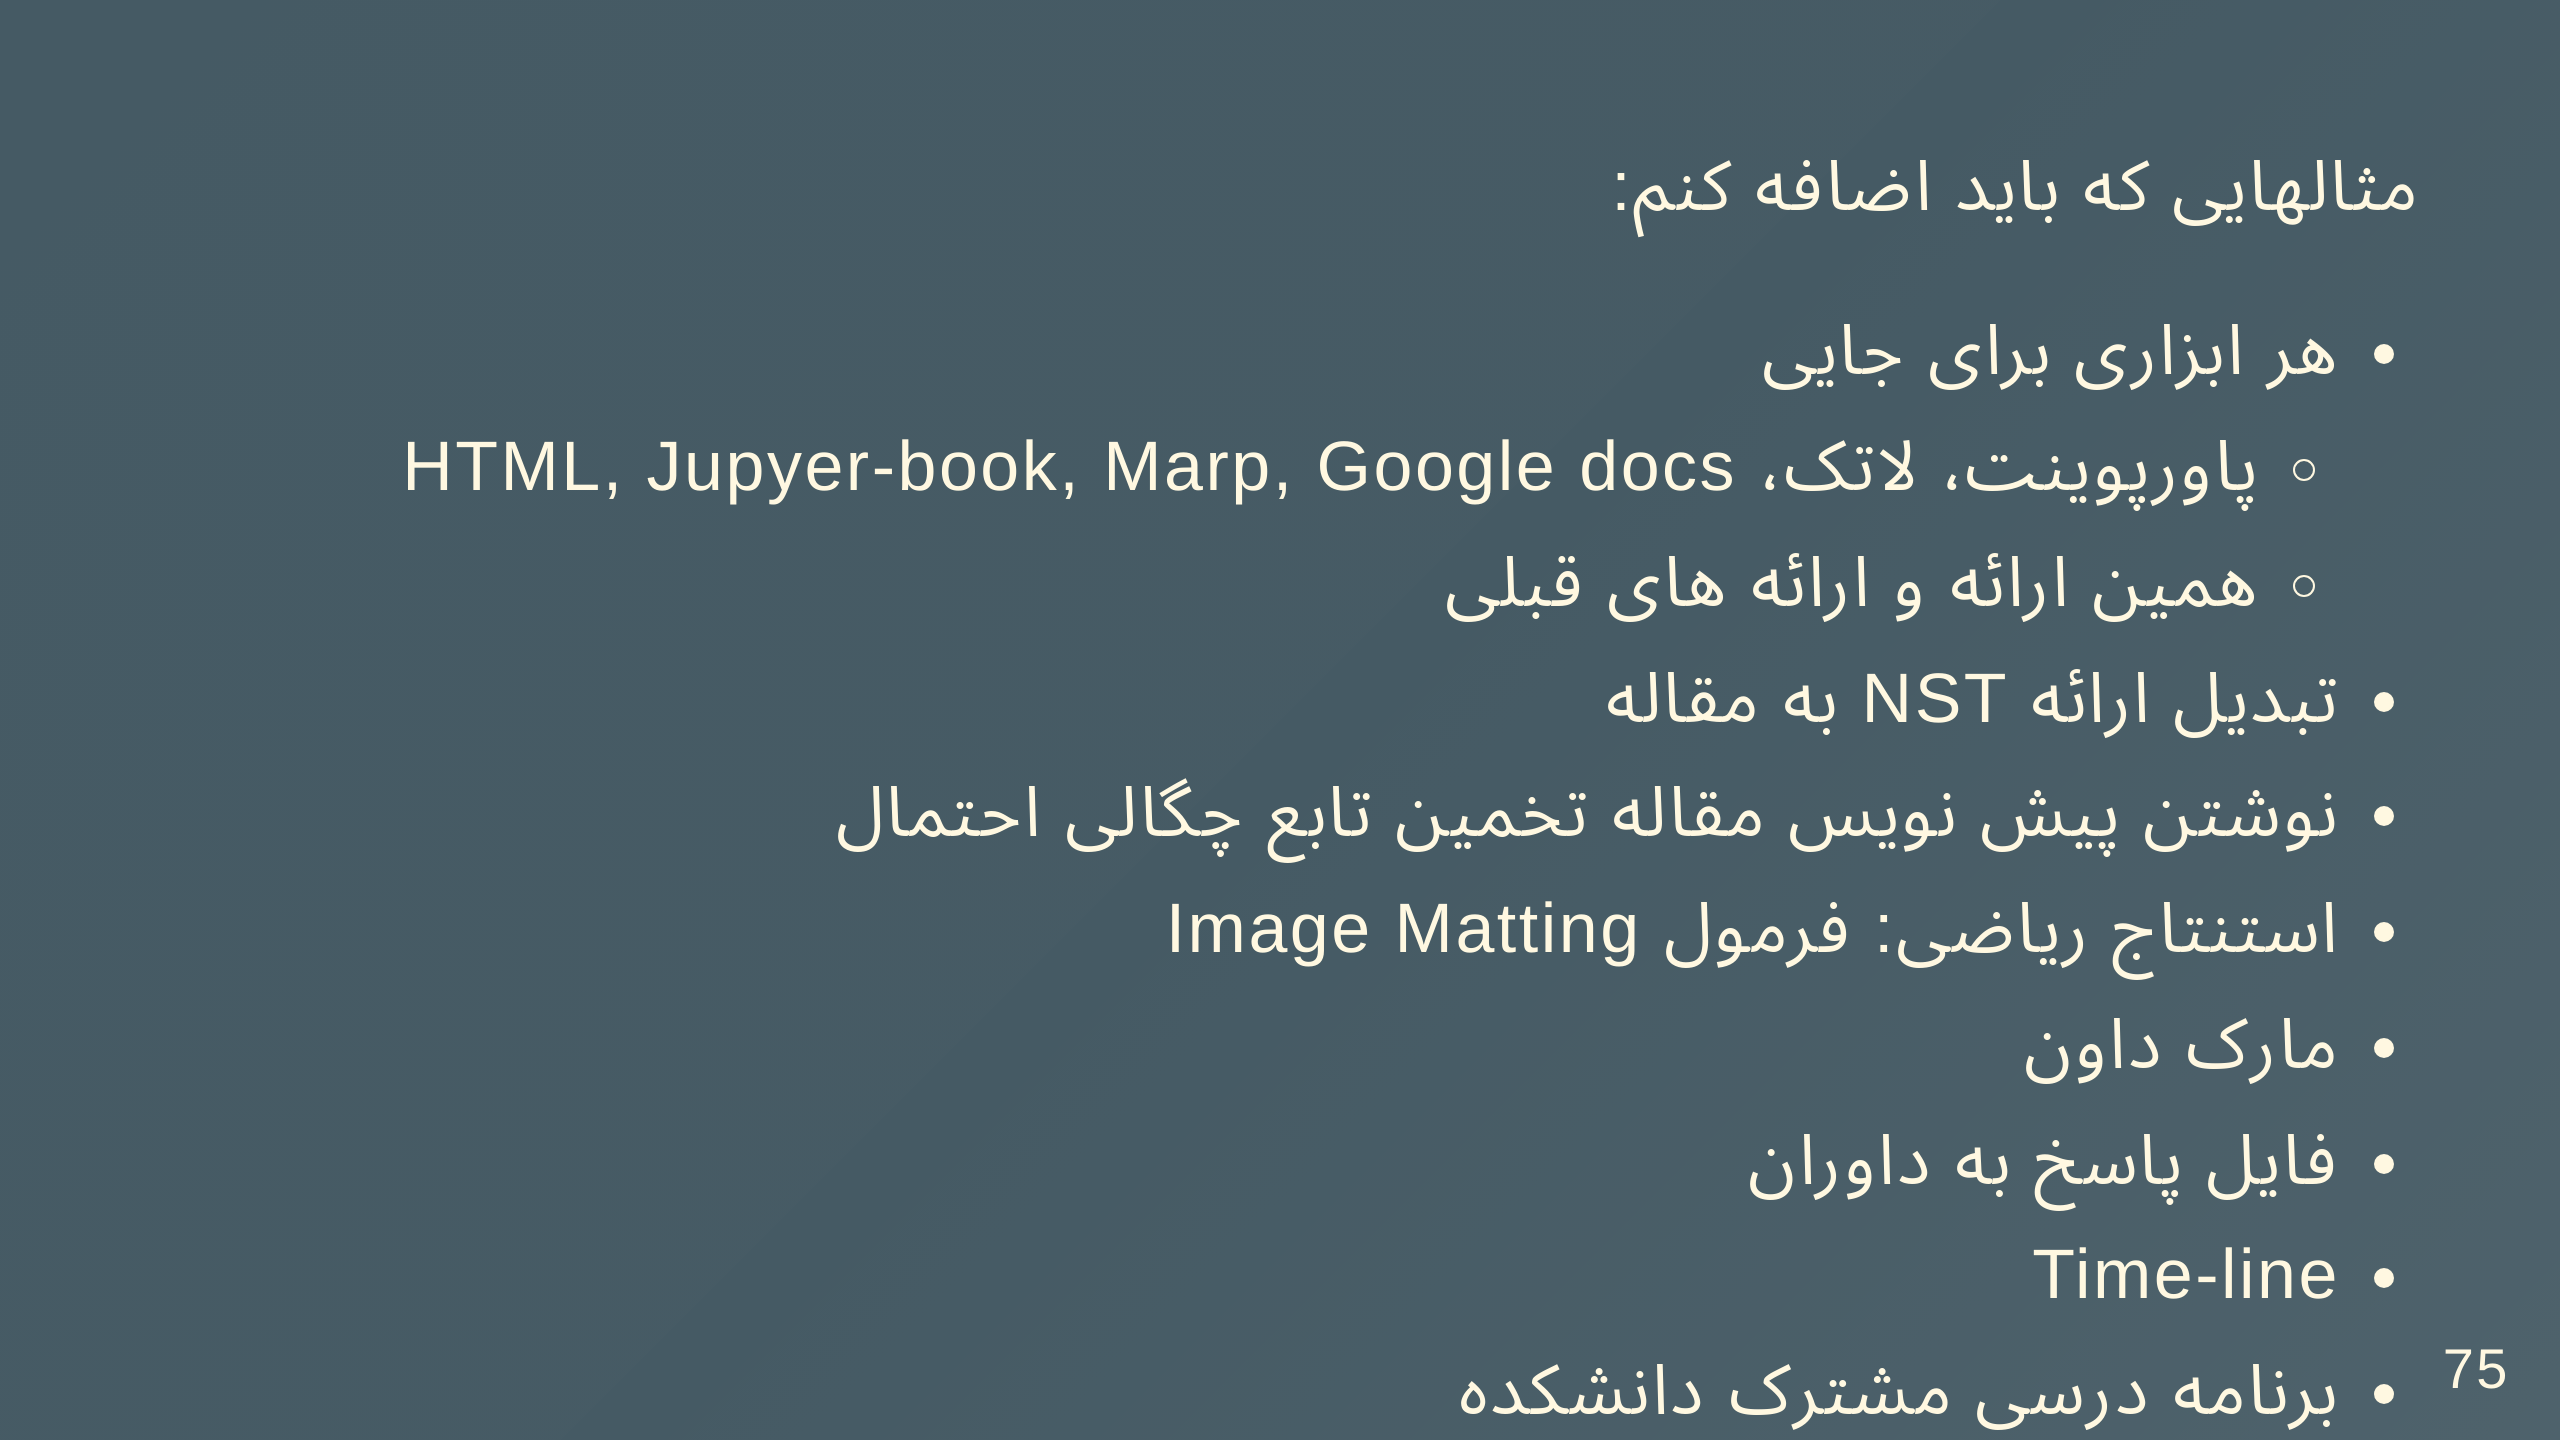 مثالهایی که باید اضافه کنم:
• هر ابزاری برای جایی
○ پاورپوینت، لاتک، HTML, Jupyer-book, Marp, Google docs
○ همین ارائه و ارائه های قبلی
• تبدیل ارائه NST به مقاله
• نوشتن پیش نویس مقاله تخمین تابع چگالی احتمال
• استنتاج ریاضی: فرمول Image Matting
• مارک داون
• فایل پاسخ به داوران
• Time-line
• برنامه درسی مشترک دانشکده
75